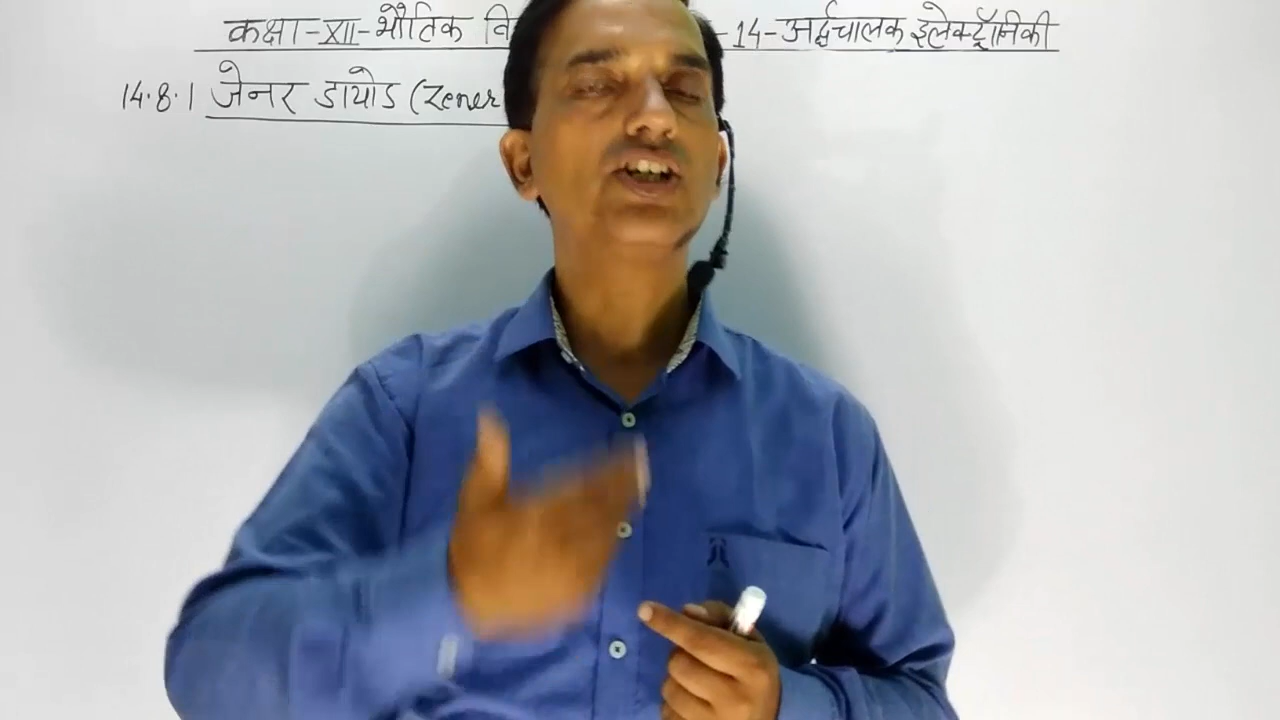 कक्षा-XII-भौतिक वि -14-अर्द्धचालक इलेक्ट्रॉनिकी
14.8.1 जेनर डायोड (Zener